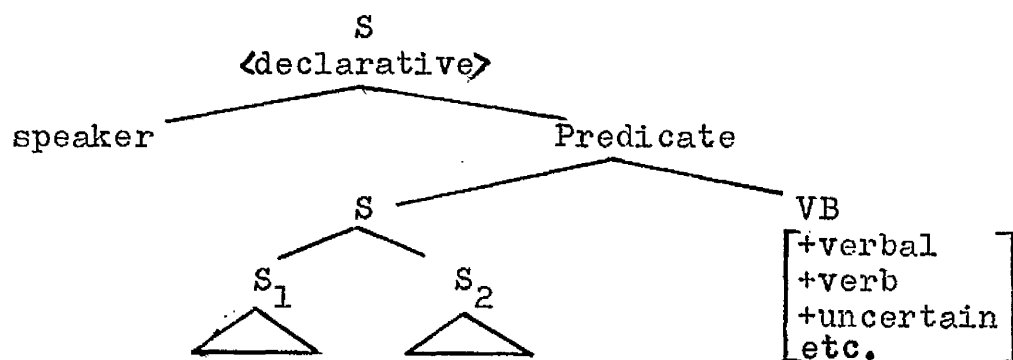 S
<declarative>
speaker Predicate
S VB
[+verbal
S1 S2 +verb
+uncertain
etc.]